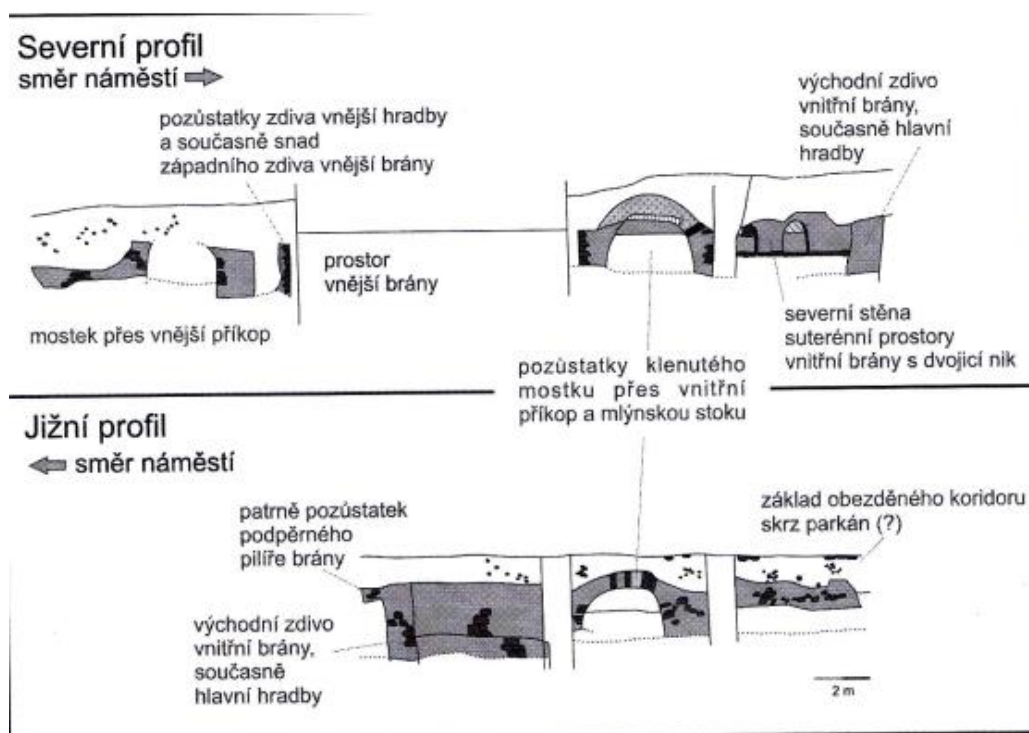 Severní profil
směr náměstí
pozůstatky zdiva vnější hradby
a současně snad
západního zdiva vnější brány
východní zdivo
vnitřní brány,
současně hlavní
hradby
prostor
vnější brány
mostek přes vnější příkop
severní stěna
suterénní prostory
vnitřní brány s dvojicí nik
pozůstatky klenutého
mostku přes vnitřní
příkop a mlýnskou stoku
Jižní profil
směr náměstí
patrně pozůstatek
podpěrného
pilíře brány
základ obezděného koridoru
skrz parkán (?)
východní zdivo
vnitřní brány,
současně
hlavní hradby
2 m